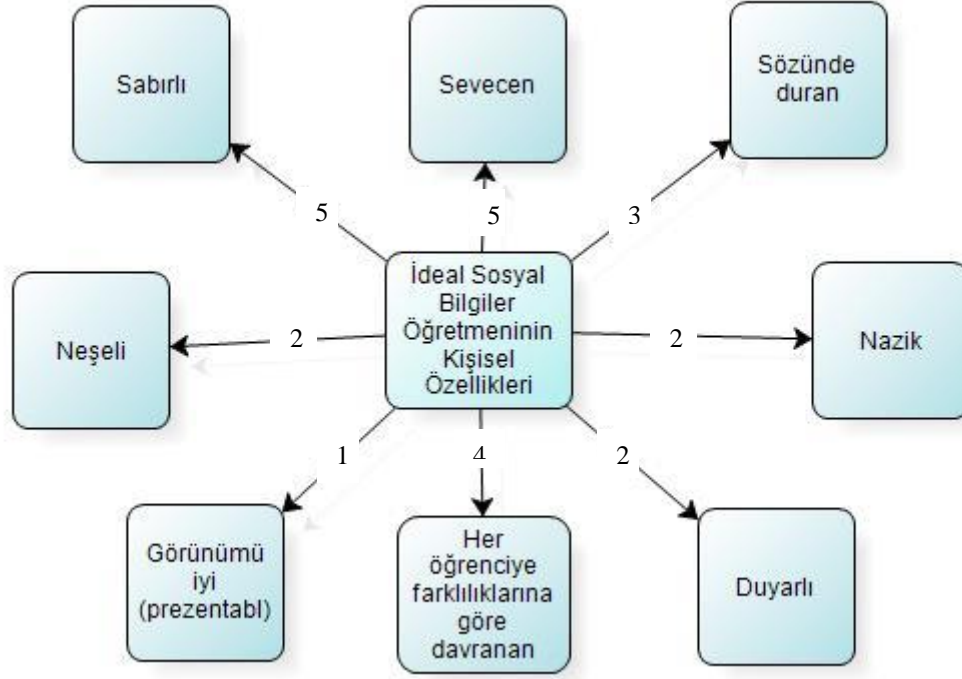 Sabırlı
Sevecen
Sözünde
duran
5
5
3
İdeal Sosyal
Bilgiler
Öğretmeninin
Kişisel
Özellikleri
Neşeli
2
2
Nazik
1
4
2
Görünümü
iyi
(prezentabl)
Her
öğrenciye
farklılıklarına
göre
davranan
Duyarlı